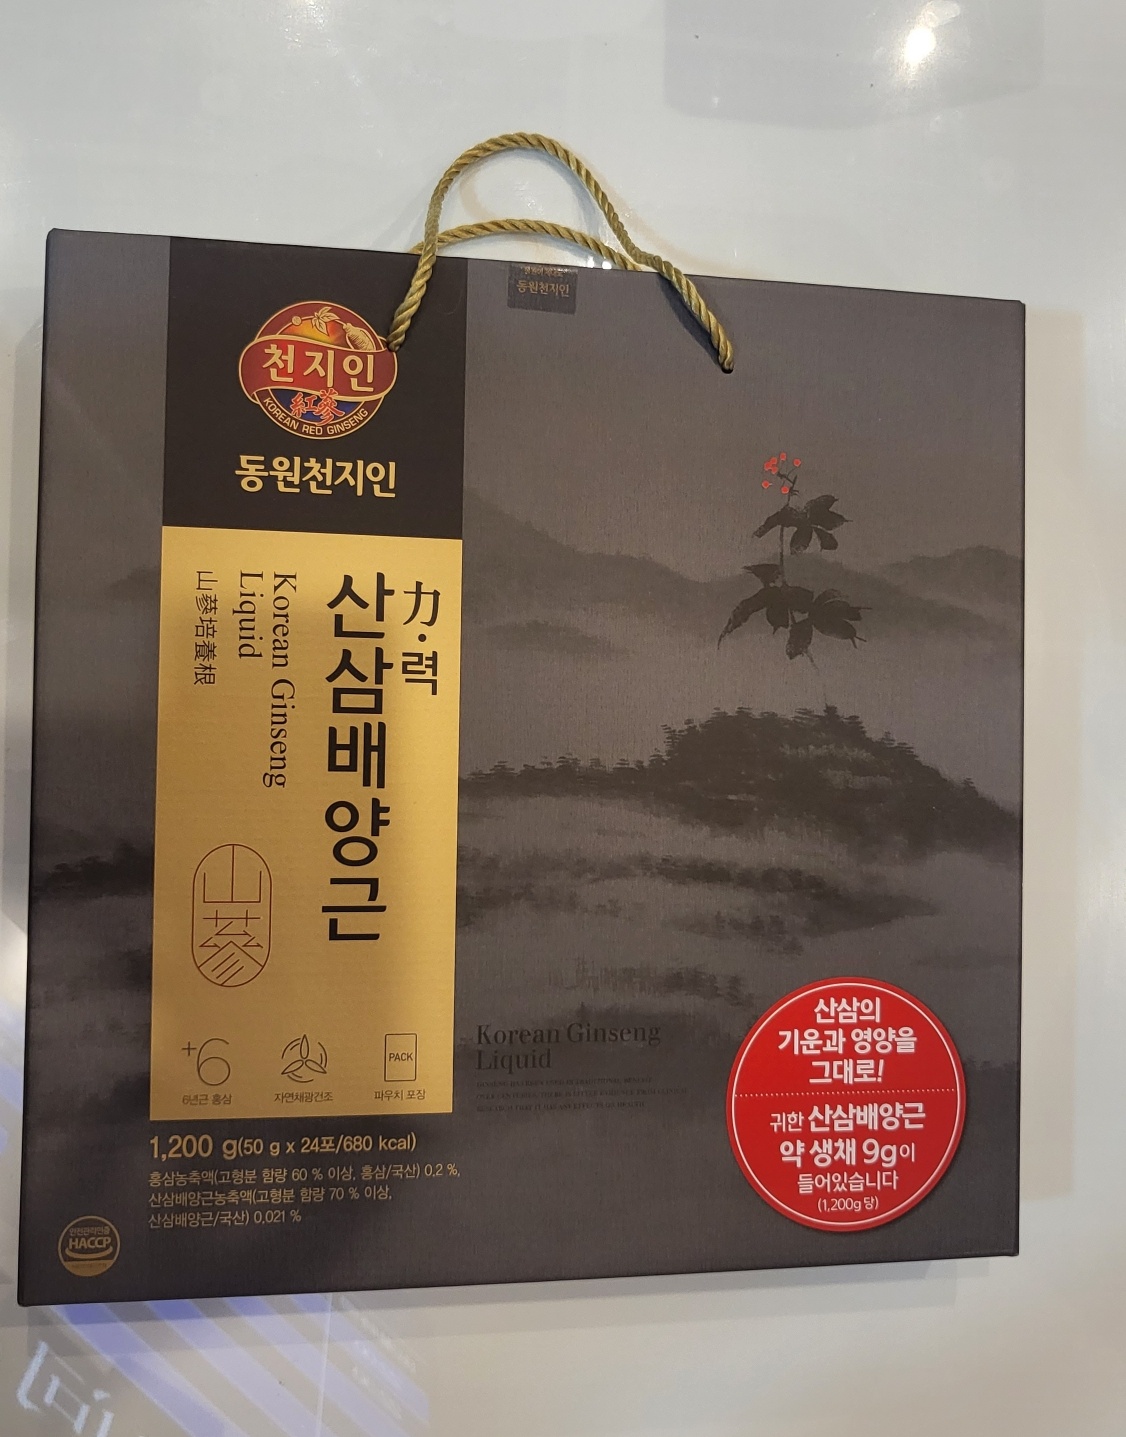 동원천지인
천지인
紅蔘
KOREAN RED GINSENG
동원천지인
力·력
산삼배양근
Korean Ginseng
Liquid
山蔘培養根
山蔘
+6
6년근 홍삼
자연채광건조
PACK
파우치 포장
1,200 g(50 g x 24포/680 kcal)
홍삼농축액(고형분 함량 60 % 이상, 홍삼/국산) 0.2 %,
산삼배양근농축액(고형분 함량 70 % 이상,
산삼배양근/국산) 0.021 %
안전관리인증
HACCP
Korean Ginseng
Liquid
산삼의
기운과 영양을
그대로!
귀한 산삼배양근
약 생채 9g이
들어있습니다
(1,200g 당)